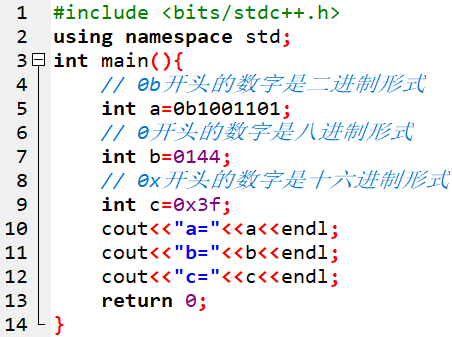 1 #include <bits/stdc++.h>
2 using namespace std;
3 int main(){
4 // 0b开头的数字是二进制形式
5 int a=0b1001101;
6 // 0开头的数字是八进制形式
7 int b=0144;
8 // 0x开头的数字是十六进制形式
9 int c=0x3f;
10 cout<<"a="<<a<<endl;
11 cout<<"b="<<b<<endl;
12 cout<<"c="<<c<<endl;
13 return 0;
14 }